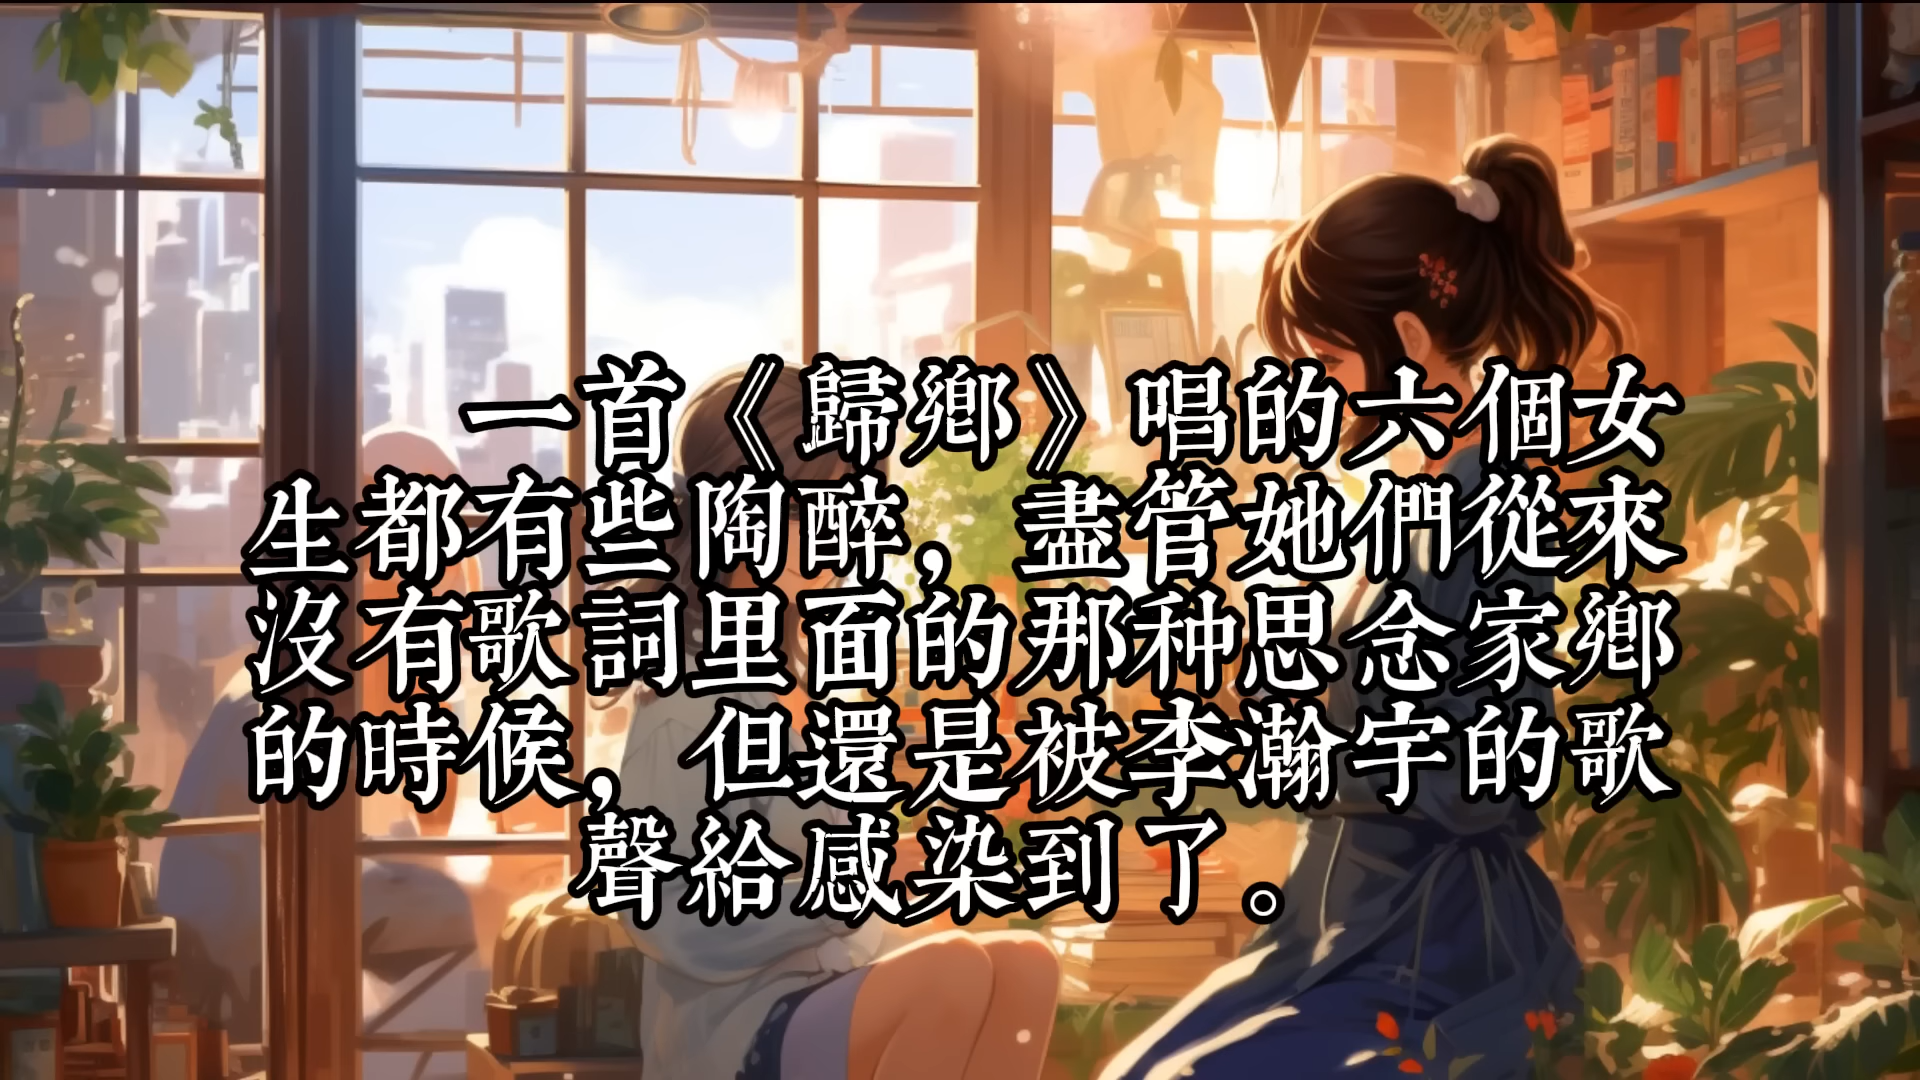 一首《歸鄉》唱的六個女
生都有些陶醉，盡管她們從來
沒有歌詞里面的那种思念家鄉
的時候，但還是被李瀚宇的歌
聲給感染到了。